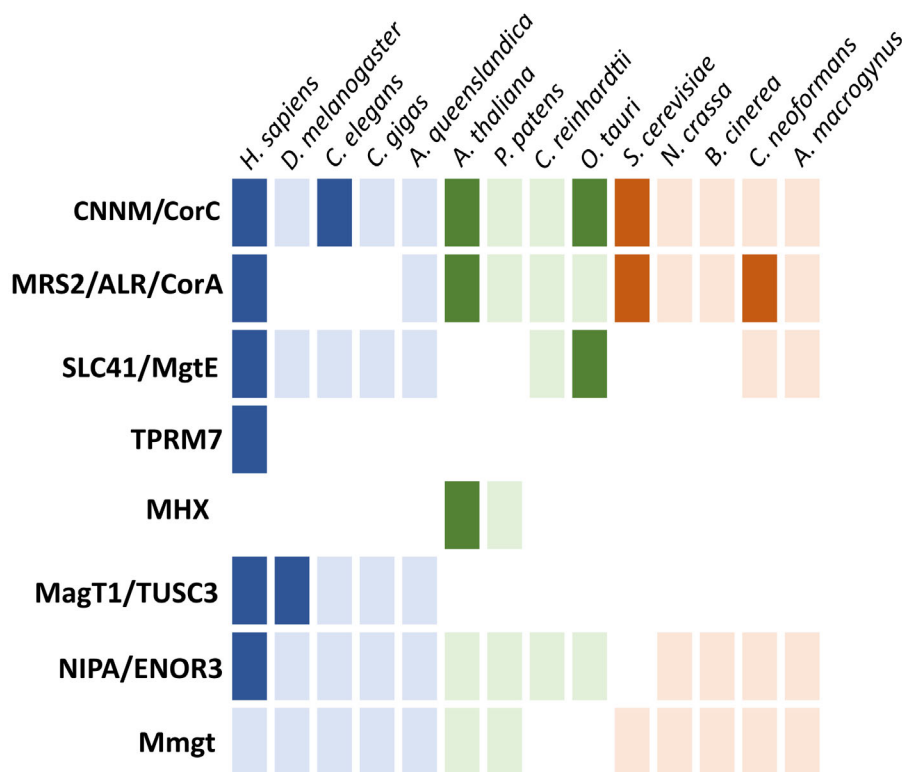 H. sapiens
D. melanogaster
C. elegans
C. gigas
A. queenslandica
A. thaliana
P. patens
C. reinhardtii
O. tauri
S. cerevisiae
N. crassa
B. cinerea
C. neoformans
A. macrogynus
CNNM/CorC
MRS2/ALR/CorA
SLC41/MgtE
TPRM7
MHX
MagT1/TUSC3
NIPA/ENOR3
Mmgt